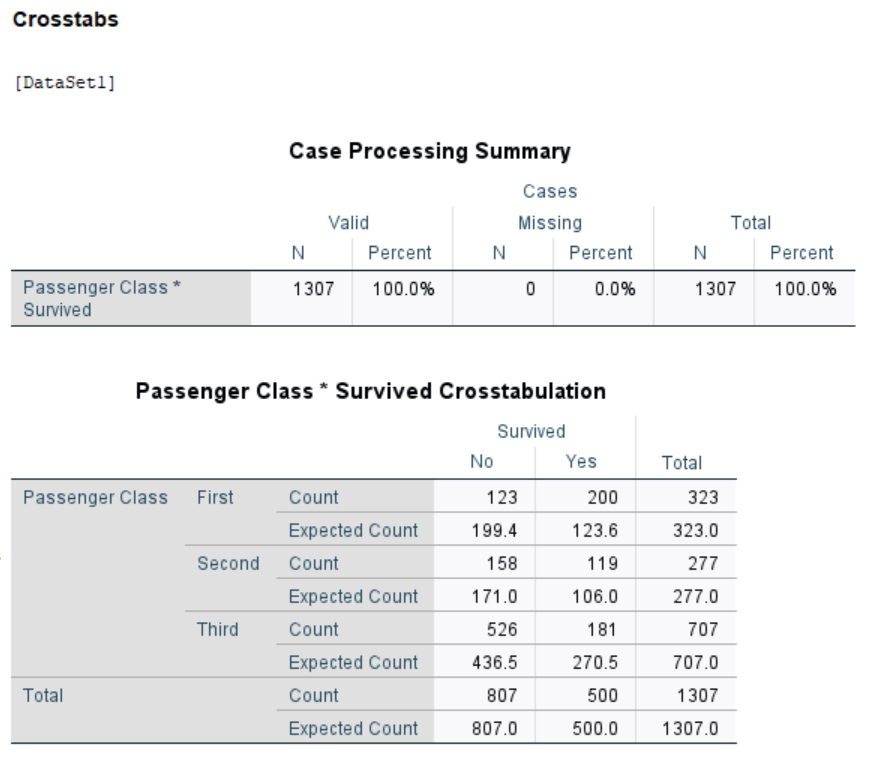 Crosstabs
[DataSet1]
Case Processing Summary
Cases
Valid Missing Total
N Percent N Percent N Percent
Passenger Class * Survived 1307 100.0% 0 0.0% 1307 100.0%
Passenger Class * Survived Crosstabulation
Survived
No Yes Total
Passenger Class First Count 123 200 323
Expected Count 199.4 123.6 323.0
Second Count 158 119 277
Expected Count 171.0 106.0 277.0
Third Count 526 181 707
Expected Count 436.5 270.5 707.0
Total Count 807 500 1307
Expected Count 807.0 500.0 1307.0